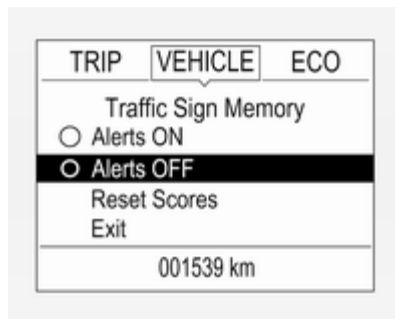 TRIP VEHICLE ECO
Traffic Sign Memory
Alerts ON
Alerts OFF
Reset Scores
Exit
001539 km